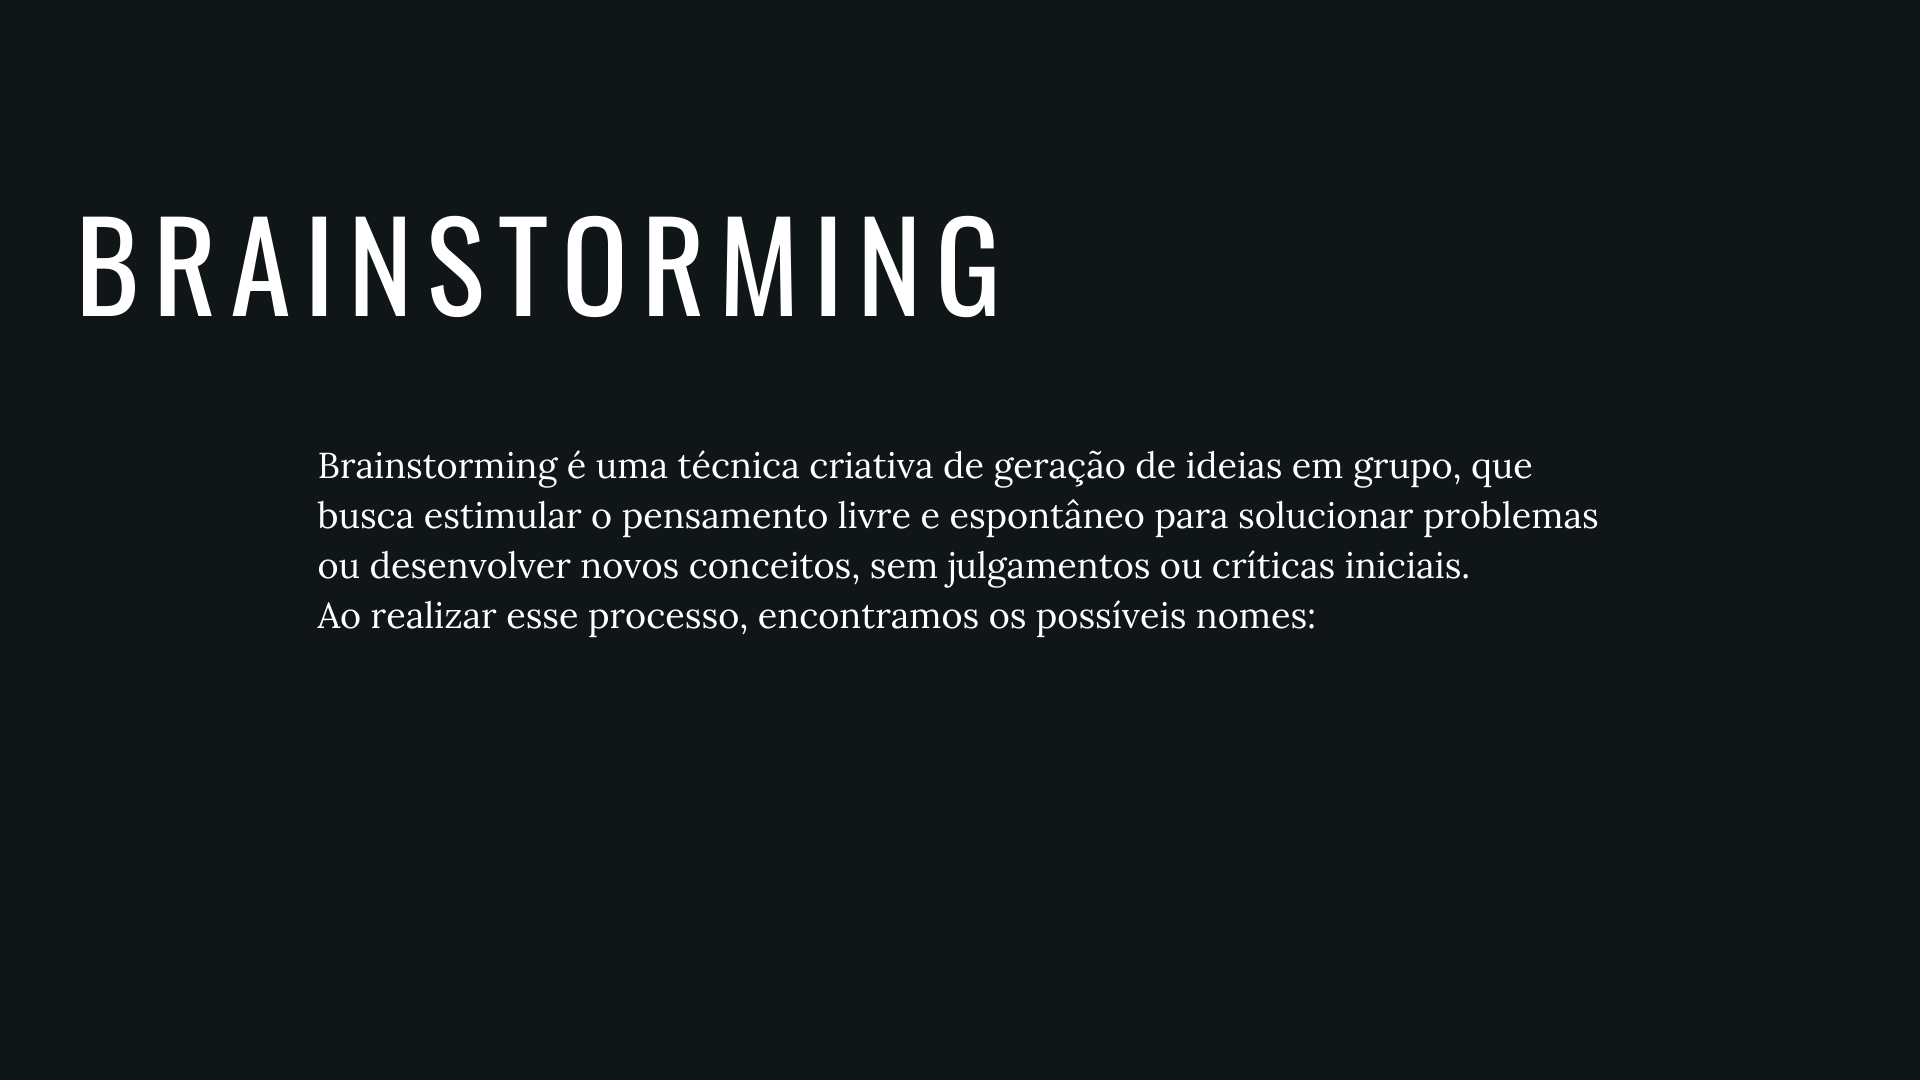 BRAINSTORMING
Brainstorming é uma técnica criativa de geração de ideias em grupo, que
busca estimular o pensamento livre e espontâneo para solucionar problemas
ou desenvolver novos conceitos, sem julgamentos ou críticas iniciais.
Ao realizar esse processo, encontramos os possíveis nomes: